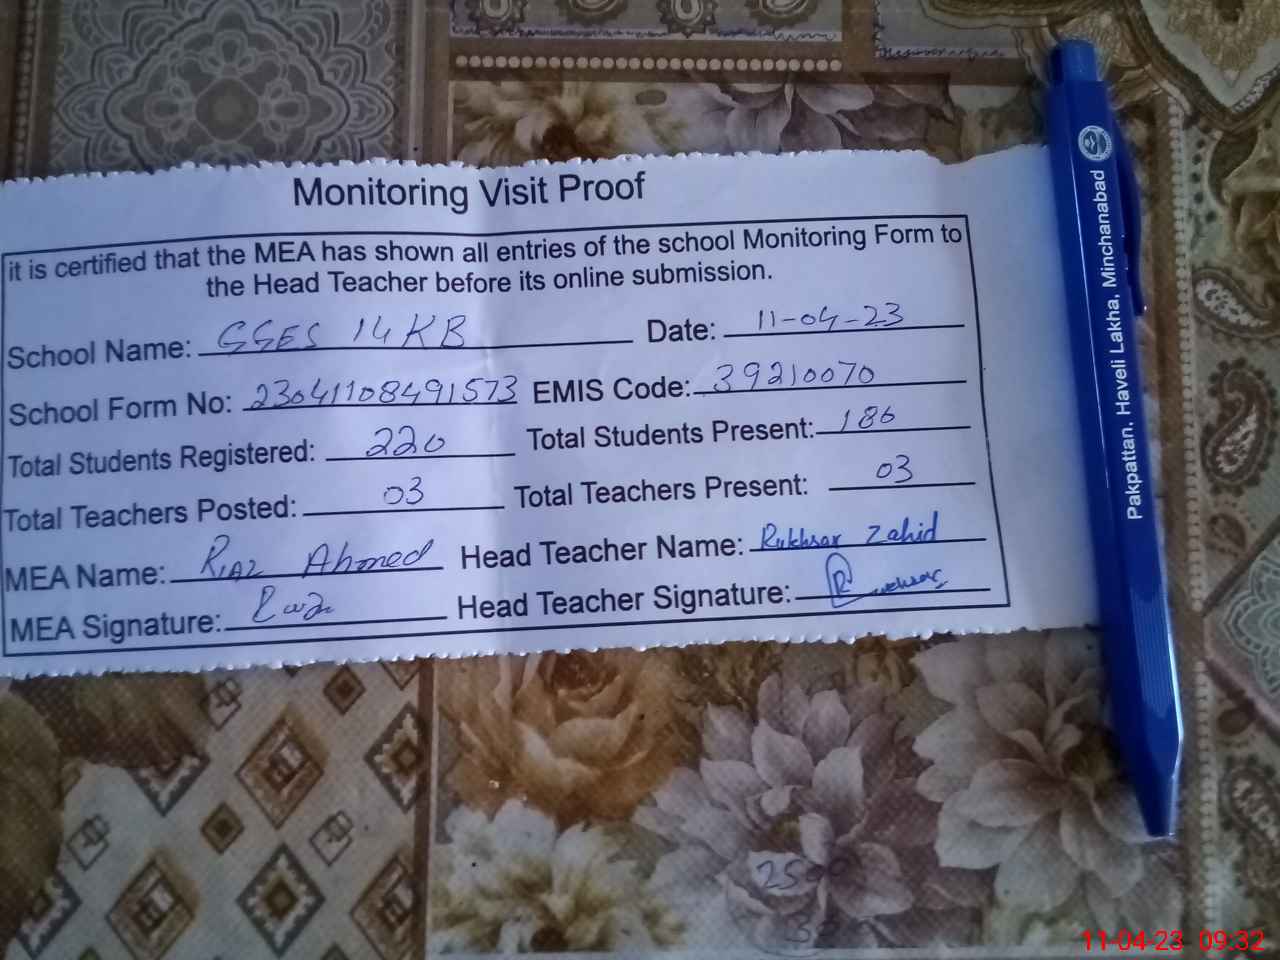 Monitoring Visit Proof
it is certified that the MEA has shown all entries of the school Monitoring Form to
the Head Teacher before its online submission.
School Name: GGES 14 KB Date: 11-04-23
School Form No: 23041108491573 EMIS Code: 39210070
Total Students Registered: 220 Total Students Present: 186
Total Teachers Posted: 03 Total Teachers Present: 03
MEA Name: Riaz Ahmed Head Teacher Name: Rukhsar Zahid
MEA Signature: Head Teacher Signature:
Pakpattan, Haveli Lakha, Minchanabad
11-04-23 09:32